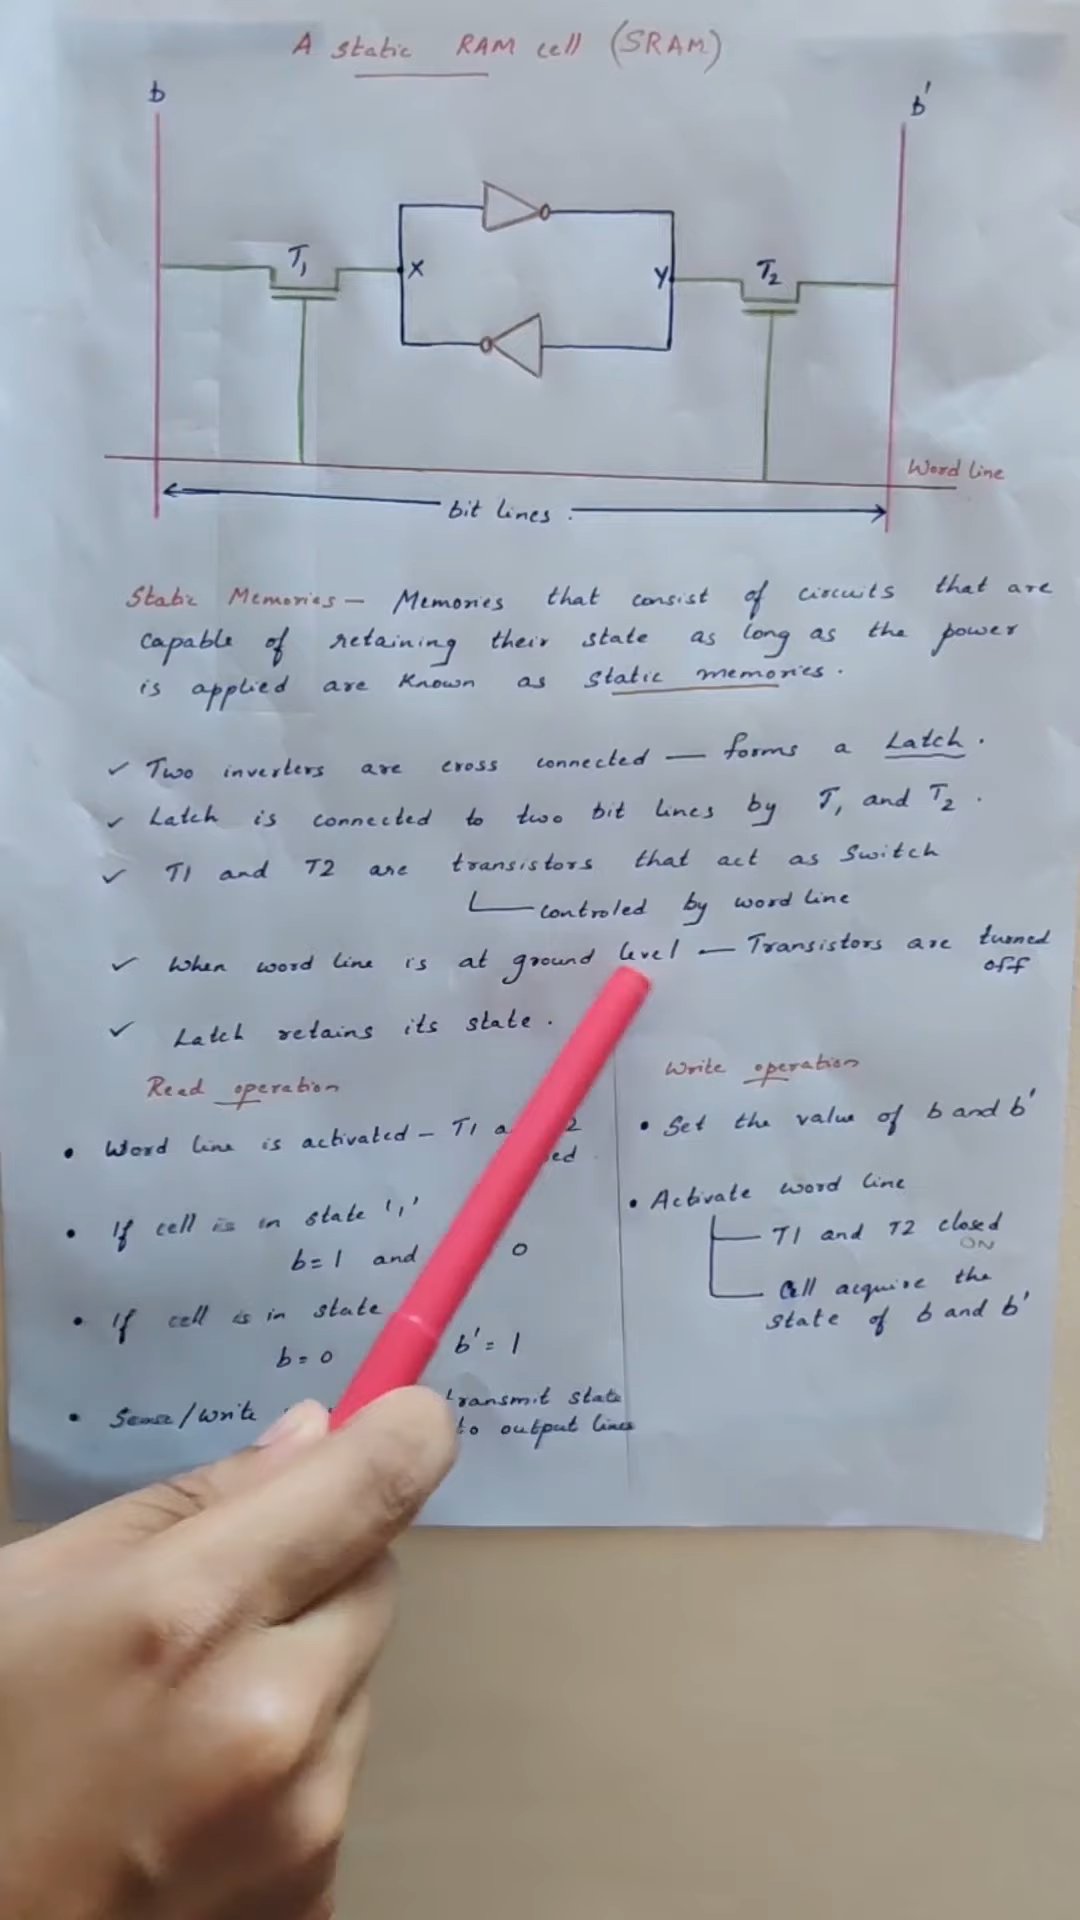 A static RAM cell (SRAM)
b
b'
T1
X
Y
T2
Word line
bit lines.
Static Memories — Memories that consist of circuits that are
capable of retaining their state as long as the power
is applied are known as static memories.
✓ Two inverters are cross connected — forms a Latch.
✓ Latch is connected to two bit lines by T1 and T2.
✓ T1 and T2 are transistors that act as switch
controled by word line
✓ When word line is at ground level — Transistors are turned
off
✓ Latch retains its state.
Read operation
• Word line is activated – T1 a 2
ed
• If cell is in state '1'
b=1 and 0
• If cell is in state
b=0 b'=1
• Sense/Write transmit state
to output lines
Write operation
• Set the value of b and b'
• Activate word line
T1 and T2 closed
ON
Cell acquire the
state of b and b'